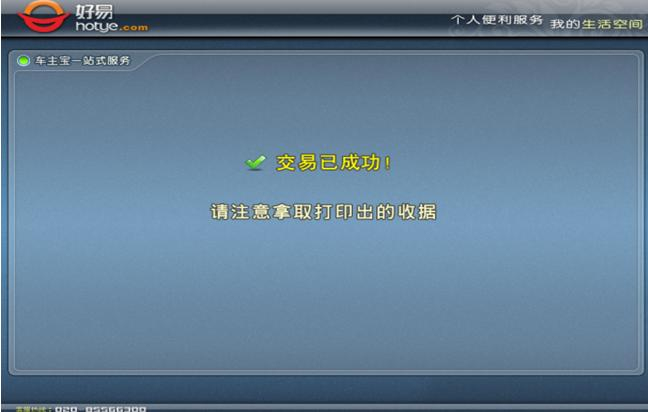 好易
notye.com
个人便利服务 我的生活空间
车主宝一站式服务
交易已成功!
请注意拿取打印出的收据